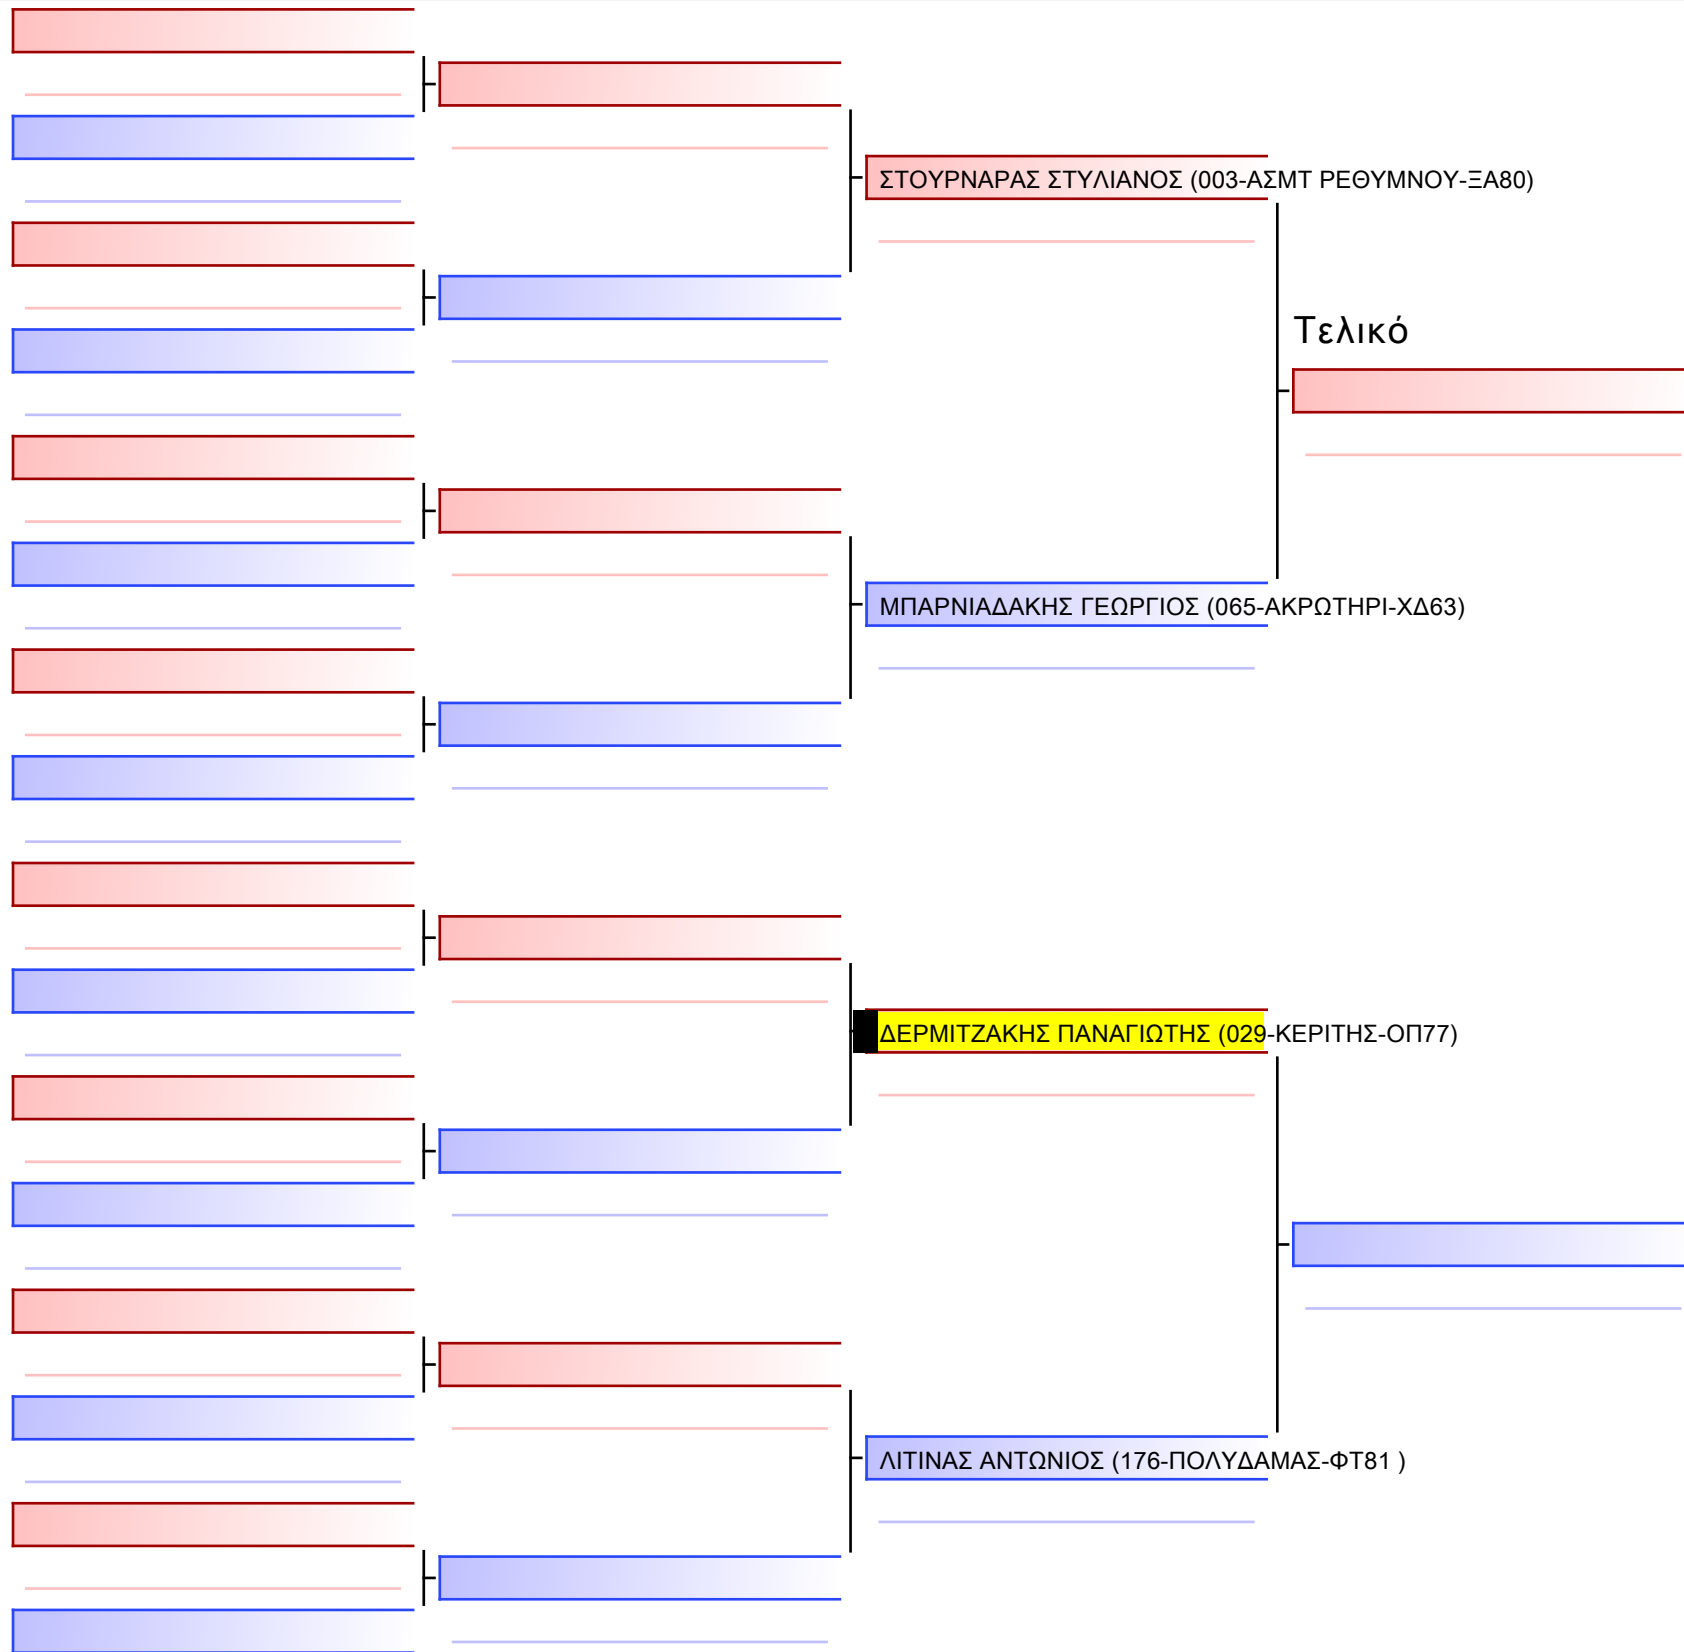 ΣΤΟΥΡΝΑΡΑΣ ΣΤΥΛΙΑΝΟΣ (003-ΑΣΜΤ ΡΕΘΥΜΝΟΥ-ΞΑ80)
Τελικό
ΜΠΑΡΝΙΑΔΑΚΗΣ ΓΕΩΡΓΙΟΣ (065-ΑΚΡΩΤΗΡΙ-ΧΔ63)
ΔΕΡΜΙΤΖΑΚΗΣ ΠΑΝΑΓΙΩΤΗΣ (029-ΚΕΡΙΤΗΣ-ΟΠ77)
ΛΙΤΙΝΑΣ ΑΝΤΩΝΙΟΣ (176-ΠΟΛΥΔΑΜΑΣ-ΦΤ81 )